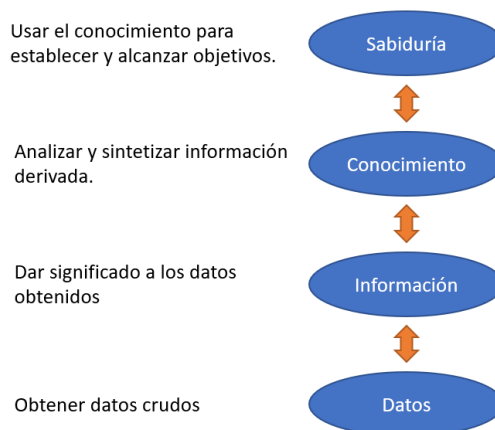 Usar el conocimiento para
establecer y alcanzar objetivos.
Sabiduría
Analizar y sintetizar información
derivada.
Conocimiento
Dar significado a los datos
obtenidos
Información
Obtener datos crudos
Datos